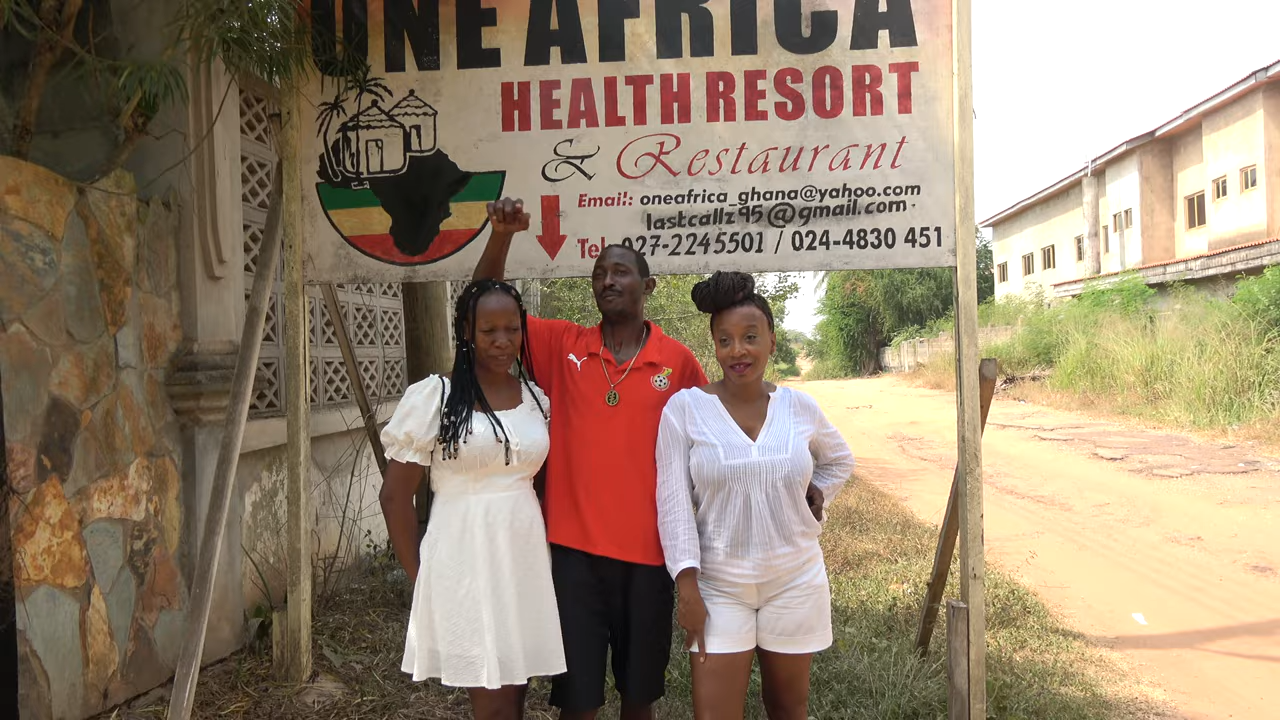 ONE AFRICA
HEALTH RESORT
& Restaurant
Email: oneafrica_ghana@yahoo.com
lastcallz95@gmail.com
Tel: 027-2245501 / 024-4830 451